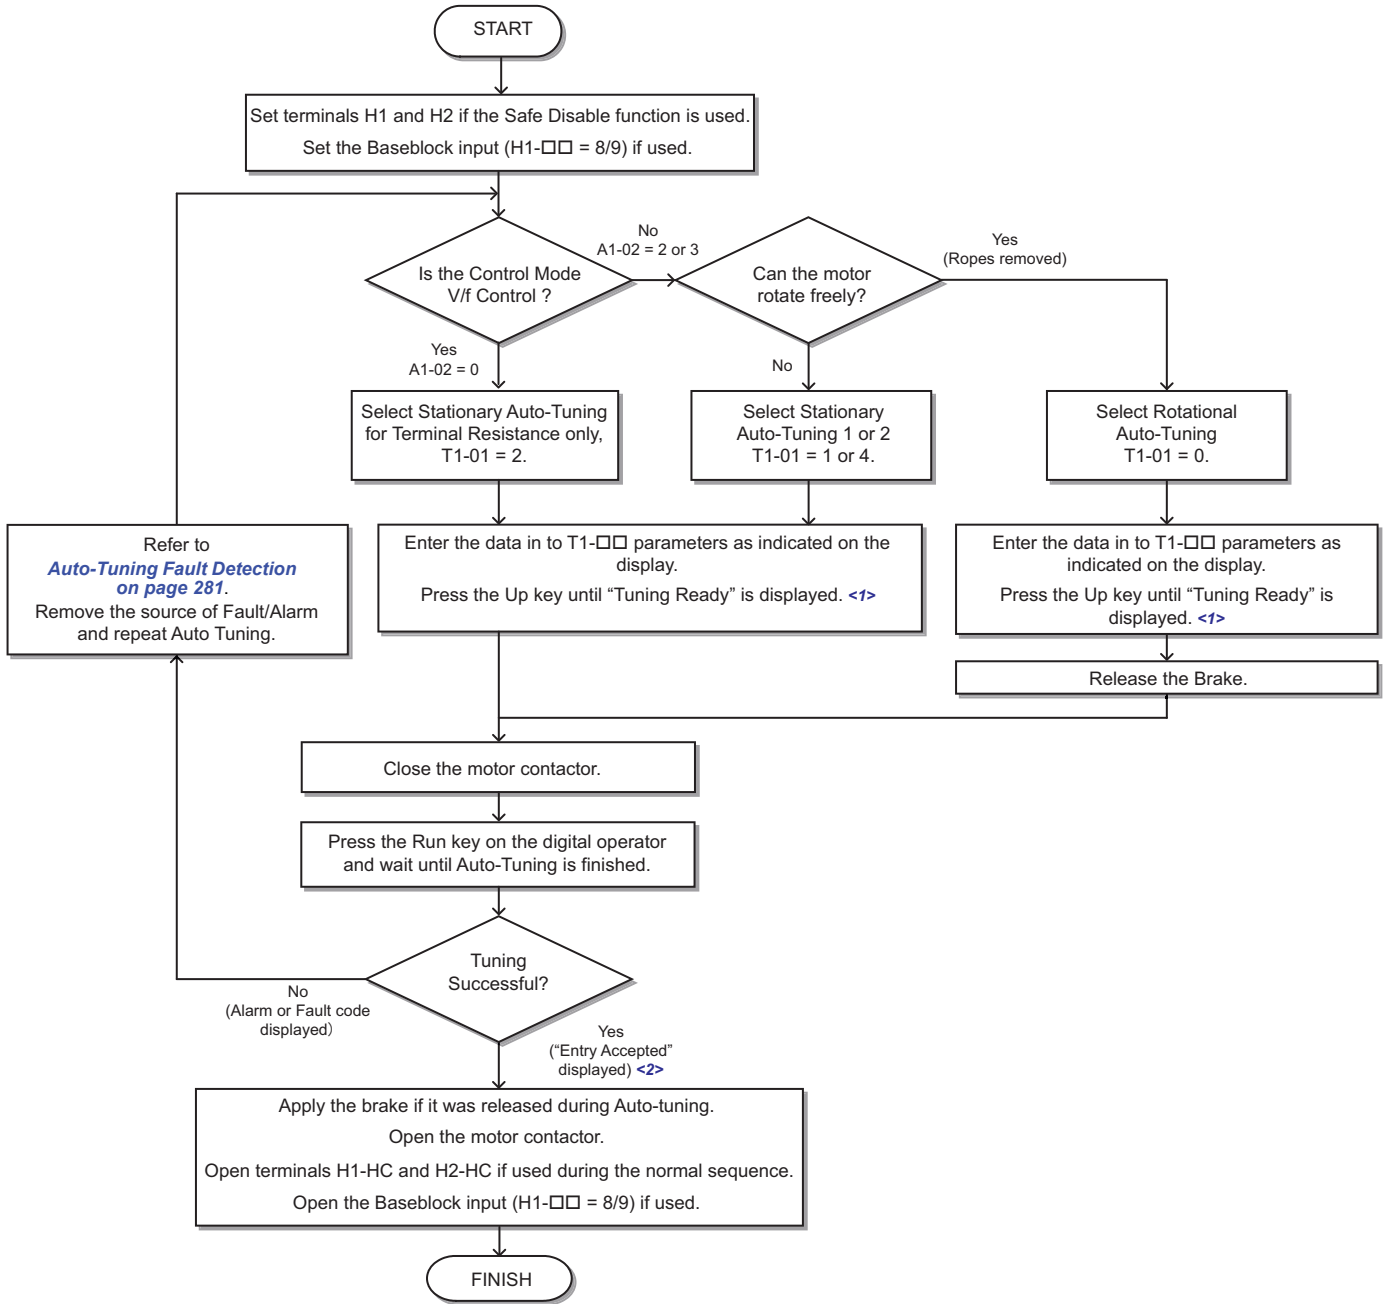 START
Set terminals H1 and H2 if the Safe Disable function is used.
Set the Baseblock input (H1-□□ = 8/9) if used.
Is the Control Mode
V/f Control ?
No
A1-02 = 2 or 3
Can the motor
rotate freely?
Yes
(Ropes removed)
Yes
A1-02 = 0
No
Select Stationary Auto-Tuning
for Terminal Resistance only,
T1-01 = 2.
Select Stationary
Auto-Tuning 1 or 2
T1-01 = 1 or 4.
Select Rotational
Auto-Tuning
T1-01 = 0.
Refer to
Auto-Tuning Fault Detection
on page 281.
Remove the source of Fault/Alarm
and repeat Auto Tuning.
Enter the data in to T1-□□ parameters as indicated on the
display.
Press the Up key until “Tuning Ready” is displayed. <1>
Enter the data in to T1-□□ parameters as
indicated on the display.
Press the Up key until “Tuning Ready” is
displayed. <1>
Release the Brake.
Close the motor contactor.
Press the Run key on the digital operator
and wait until Auto-Tuning is finished.
Tuning
Successful?
No
(Alarm or Fault code
displayed)
Yes
(“Entry Accepted”
displayed) <2>
Apply the brake if it was released during Auto-tuning.
Open the motor contactor.
Open terminals H1-HC and H2-HC if used during the normal sequence.
Open the Baseblock input (H1-□□ = 8/9) if used.
FINISH